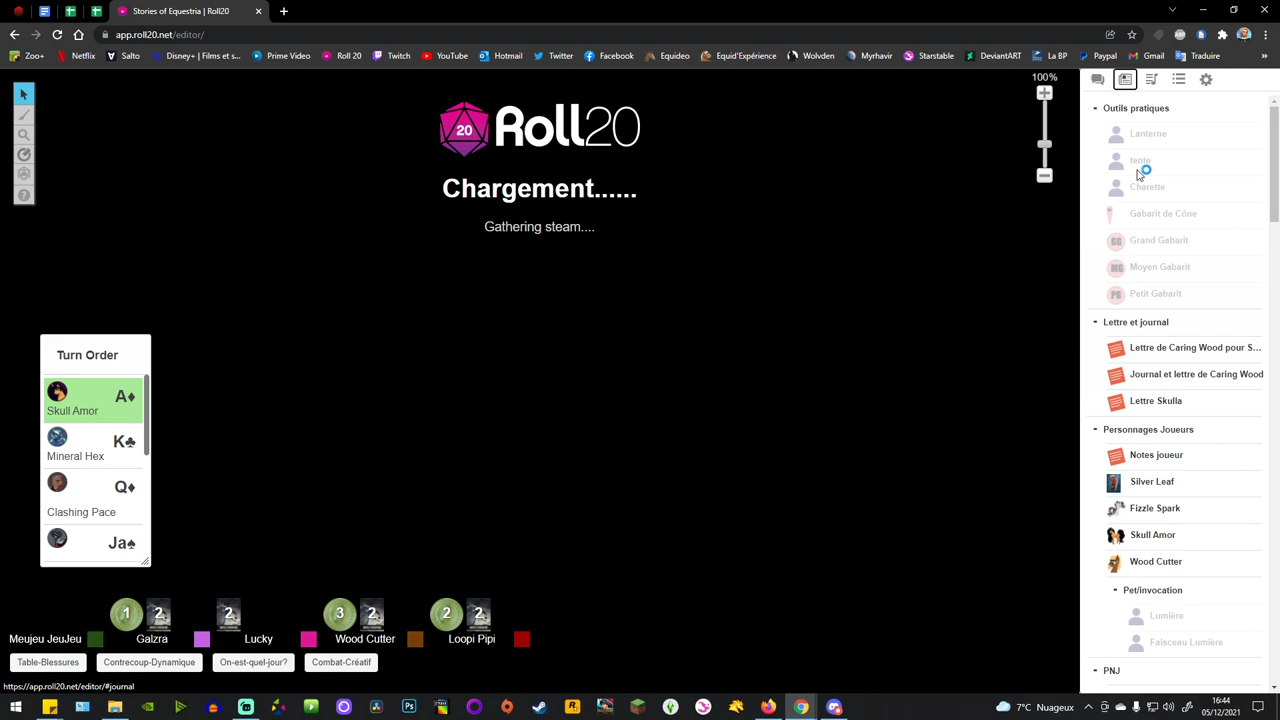 Stories of Equestria | Roll20
app.roll20.net/editor/
Zoo+ Netflix Disney+ | Films et s... Prime Video Roll 20 Twitch YouTube Hotmail Twitter Facebook Equideo Equid'Expérience Wolvden Myrhavir Starstable DeviantART La BP Paypal Gmail Traduire »
100%
20 Roll20
Chargement......
Gathering steam....
Turn Order
A♦
Skull Amor
K♣
Mineral Hex
Q♦
Clashing Pace
Ja♠
1 2 2 3 2 2 2
Meujeu JeuJeu Galzra Lucky Wood Cutter Loopi Pipi
Table-Blessures Contrecoup-Dynamique On-est-quel-jour? Combat-Créatif
https://app.roll20.net/editor/#journal
Outils pratiques
Lanterne
tente
Charette
Gabarit de Cône
GG Grand Gabarit
MG Moyen Gabarit
PG Petit Gabarit
Lettre et journal
Lettre de Caring Wood pour S...
Journal et lettre de Caring Wood
Lettre Skulla
Personnages Joueurs
Notes joueur
Silver Leaf
Fizzle Spark
Skull Amor
Wood Cutter
Pet/invocation
Lumière
Faisceau Lumière
PNJ
7°C Nuageux
16:44
05/12/2021